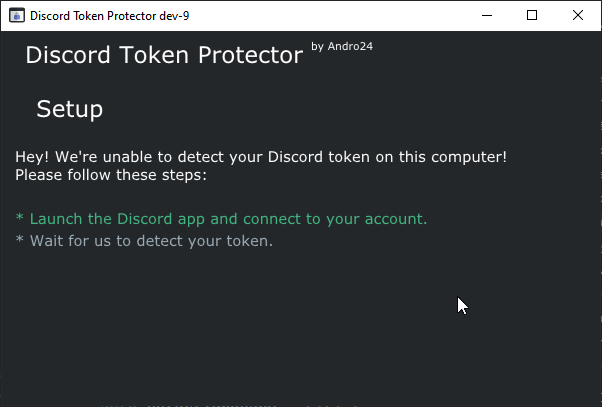 Discord Token Protector dev-9
Discord Token Protector by Andro24
Setup
Hey! We're unable to detect your Discord token on this computer!
Please follow these steps:
* Launch the Discord app and connect to your account.
* Wait for us to detect your token.